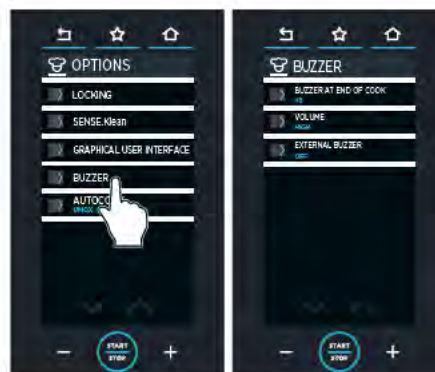 OPTIONS
LOCKING
SENSE.Klean
GRAPHICAL USER INTERFACE
BUZZER
START
STOP
BUZZER
BUZZER AT END OF COOK
VOLUME
HIGH
EXTERNAL BUZZER
OFF
START
STOP